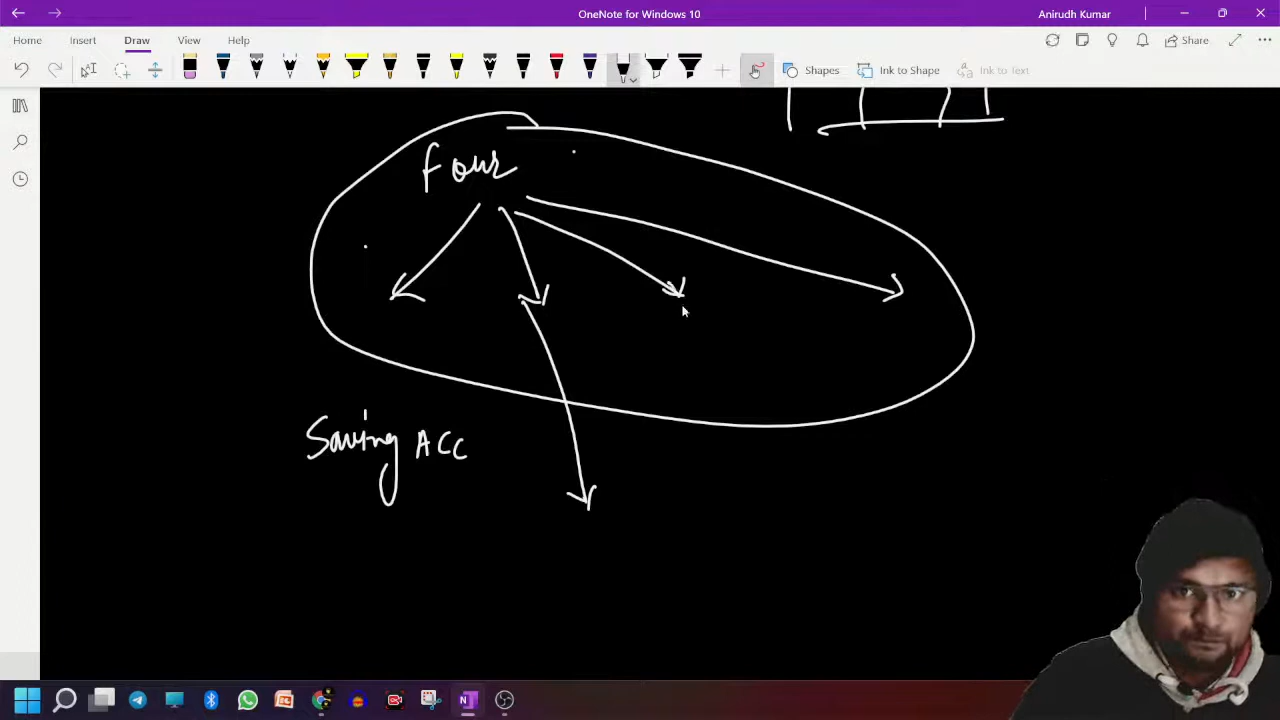 OneNote for Windows 10
Anirudh Kumar
Home Insert Draw View Help
Share
Shapes Ink to Shape Ink to Text
four
Saving ACC